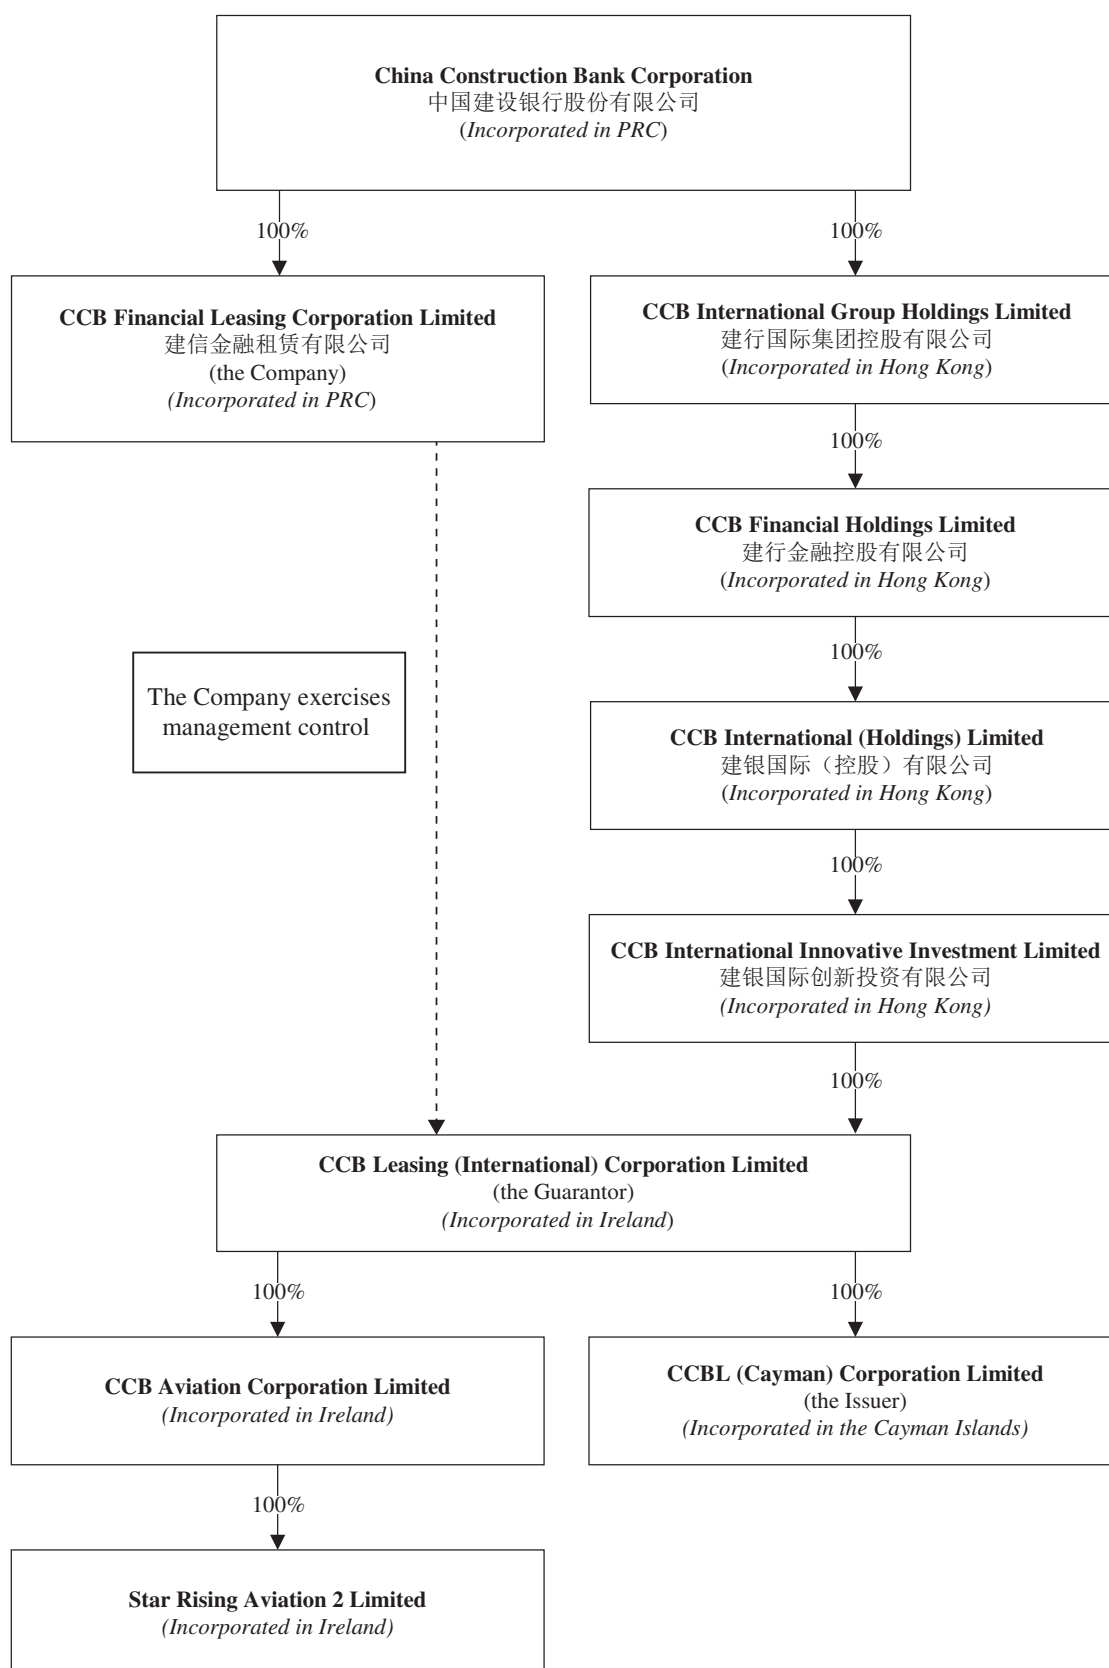 China Construction Bank Corporation
中国建设银行股份有限公司
(Incorporated in PRC)
100%
100%
CCB Financial Leasing Corporation Limited
建信金融租赁有限公司
(the Company)
(Incorporated in PRC)
CCB International Group Holdings Limited
建行国际集团控股有限公司
(Incorporated in Hong Kong)
100%
CCB Financial Holdings Limited
建行金融控股有限公司
(Incorporated in Hong Kong)
100%
The Company exercises
management control
CCB International (Holdings) Limited
建银国际（控股）有限公司
(Incorporated in Hong Kong)
100%
CCB International Innovative Investment Limited
建银国际创新投资有限公司
(Incorporated in Hong Kong)
100%
CCB Leasing (International) Corporation Limited
(the Guarantor)
(Incorporated in Ireland)
100%
100%
CCB Aviation Corporation Limited
(Incorporated in Ireland)
CCBL (Cayman) Corporation Limited
(the Issuer)
(Incorporated in the Cayman Islands)
100%
Star Rising Aviation 2 Limited
(Incorporated in Ireland)